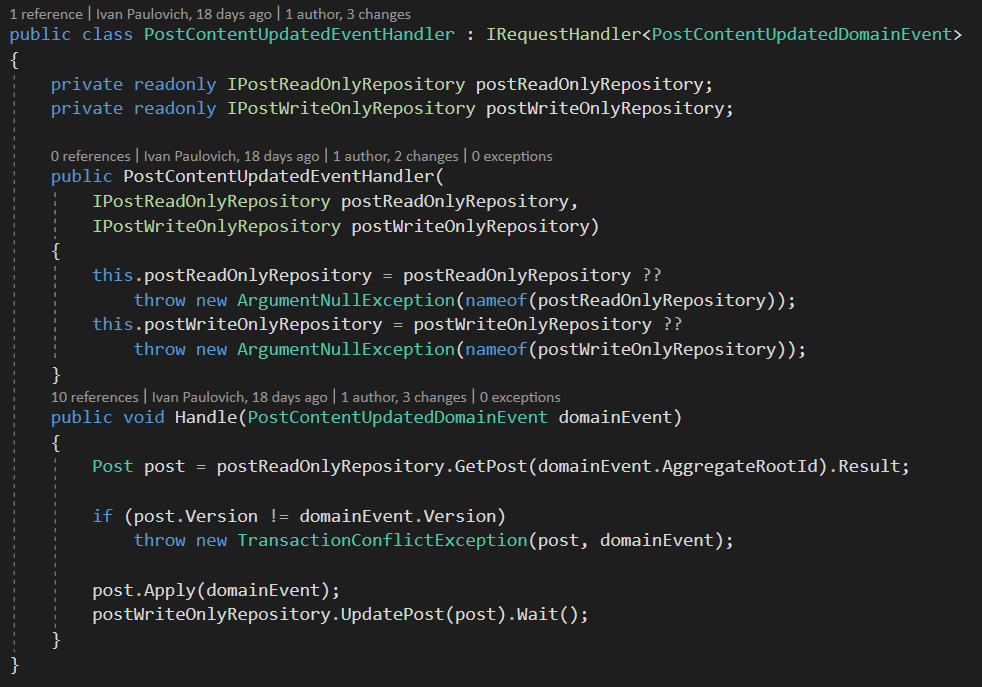 1 reference | Ivan Paulovich, 18 days ago | 1 author, 3 changes
public class PostContentUpdatedEventHandler : IRequestHandler<PostContentUpdatedDomainEvent>
{
    private readonly IPostReadOnlyRepository postReadOnlyRepository;
    private readonly IPostWriteOnlyRepository postWriteOnlyRepository;
    0 references | Ivan Paulovich, 18 days ago | 1 author, 2 changes | 0 exceptions
    public PostContentUpdatedEventHandler(
        IPostReadOnlyRepository postReadOnlyRepository,
        IPostWriteOnlyRepository postWriteOnlyRepository)
    {
        this.postReadOnlyRepository = postReadOnlyRepository ??
            throw new ArgumentNullException(nameof(postReadOnlyRepository));
        this.postWriteOnlyRepository = postWriteOnlyRepository ??
            throw new ArgumentNullException(nameof(postWriteOnlyRepository));
    }
    10 references | Ivan Paulovich, 18 days ago | 1 author, 3 changes | 0 exceptions
    public void Handle(PostContentUpdatedDomainEvent domainEvent)
    {
        Post post = postReadOnlyRepository.GetPost(domainEvent.AggregateRootId).Result;
        if (post.Version != domainEvent.Version)
            throw new TransactionConflictException(post, domainEvent);
        post.Apply(domainEvent);
        postWriteOnlyRepository.UpdatePost(post).Wait();
    }
}